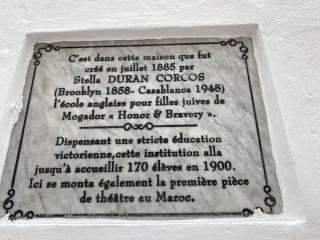 C'est dans cette maison que fut
créé en juillet 1885 par
Stella DURAN CORCOS
(Brooklyn 1858- Casablanca 1948)
l'école anglaise pour filles juives de
Mogador « Honor & Bravery ».
Dispensant une stricte éducation
victorienne,cette institution alla
jusqu'à accueillir 170 élèves en 1900.
Ici se monta également la première pièce
de théâtre au Maroc.